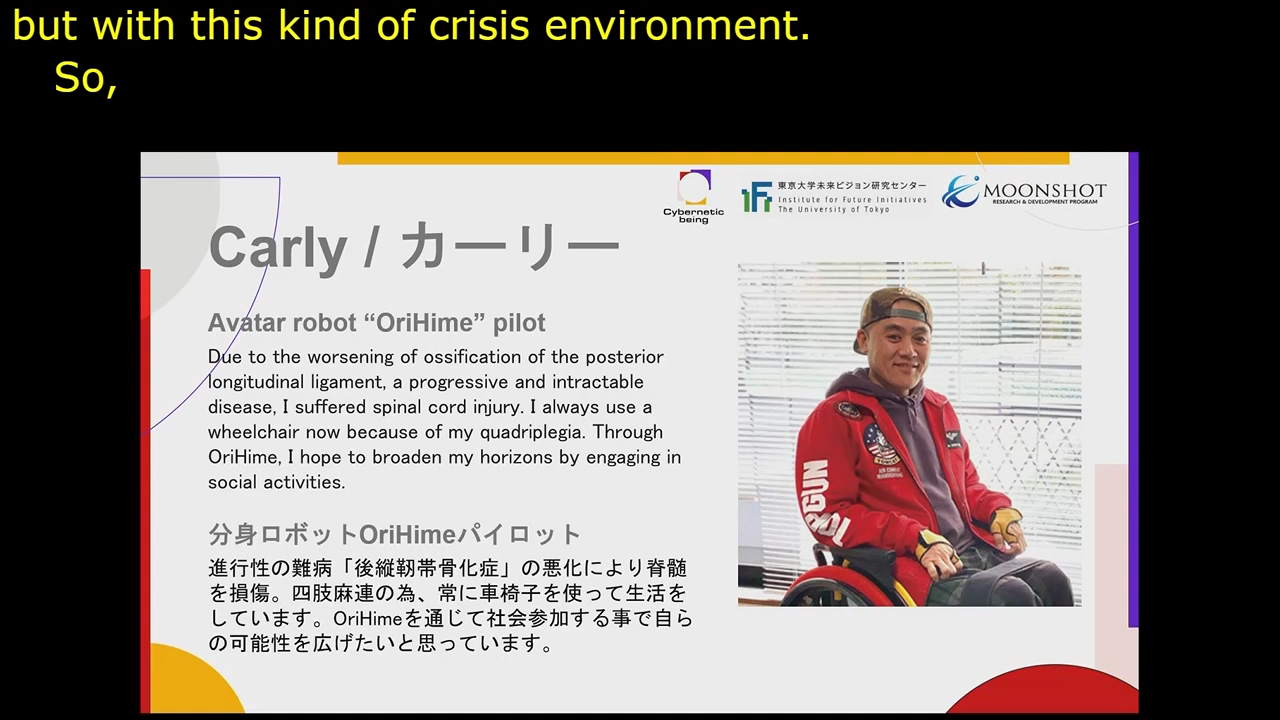 but with this kind of crisis environment.
So,
Cybernetic
being
東京大学未来ビジョン研究センター
Institute for Future Initiatives
The University of Tokyo
MOONSHOT
RESEARCH & DEVELOPMENT PROGRAM
Carly / カーリー
Avatar robot “OriHime” pilot
Due to the worsening of ossification of the posterior
longitudinal ligament, a progressive and intractable
disease, I suffered spinal cord injury. I always use a
wheelchair now because of my quadriplegia. Through
OriHime, I hope to broaden my horizons by engaging in
social activities.
分身ロボットOriHimeパイロット
進行性の難病「後縦靭帯骨化症」の悪化により脊髄
を損傷。四肢麻痺の為、常に車椅子を使って生活を
しています。OriHimeを通じて社会参加する事で自ら
の可能性を広げたいと思っています。